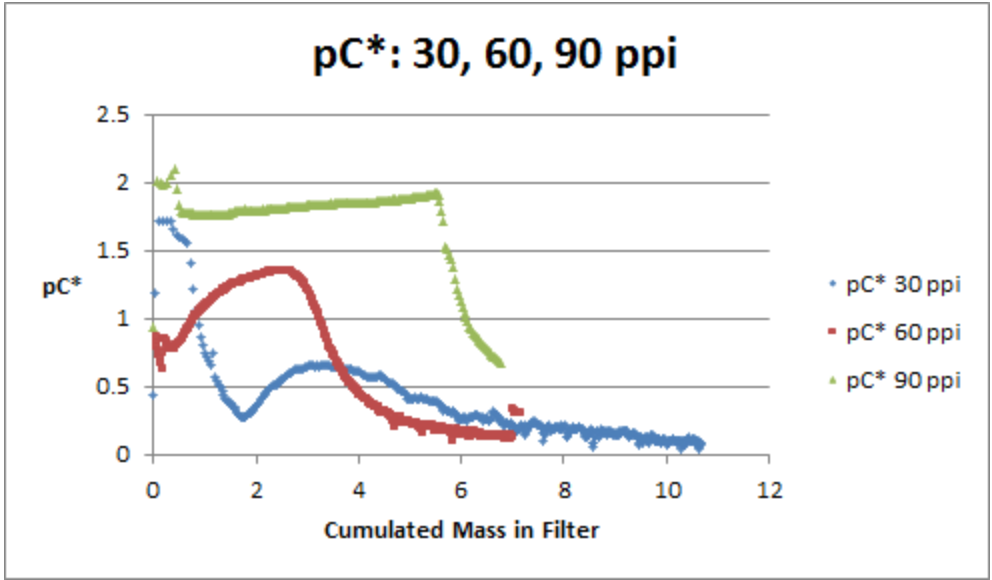 pC*: 30, 60, 90 ppi
2.5
2
1.5
1
0.5
0
pC*
0 2 4 6 8 10 12
Cumulated Mass in Filter
pC* 30 ppi
pC* 60 ppi
pC* 90 ppi